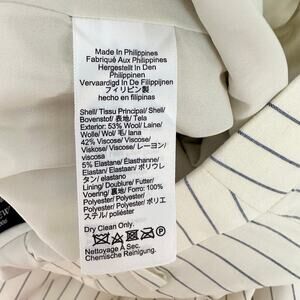 Made In Philippines
Fabriqué AUX Philippines
Hergestellt In Den
Philippinen
Vervaardigd In De Filippijnen
フィリピン製
hecho en filipinas
Shell/ Tissu Principal/ Shell/
Bovenstof/ 表地/ Tela
Exterior: 53% Wool/ Laine/
Wolle/ Wol/ 毛/ lana
42% Viscose/ Viscose/
Viskose/ Viscose/ レーヨン/
viscosa
5% Elastane/ Élasthanne/
Elastan/ Elastaan/ ポリウレ
タン/ elastano
Lining/ Doublure/ Futter/
Voering/ 裏地/ Forro: 100%
Polyester/ Polyester/
Polyester/ Polyester/ ポリエ
ステル/ poliéster
Dry Clean Only.
Nettoyage À Sec.
Chemische Reinigung.